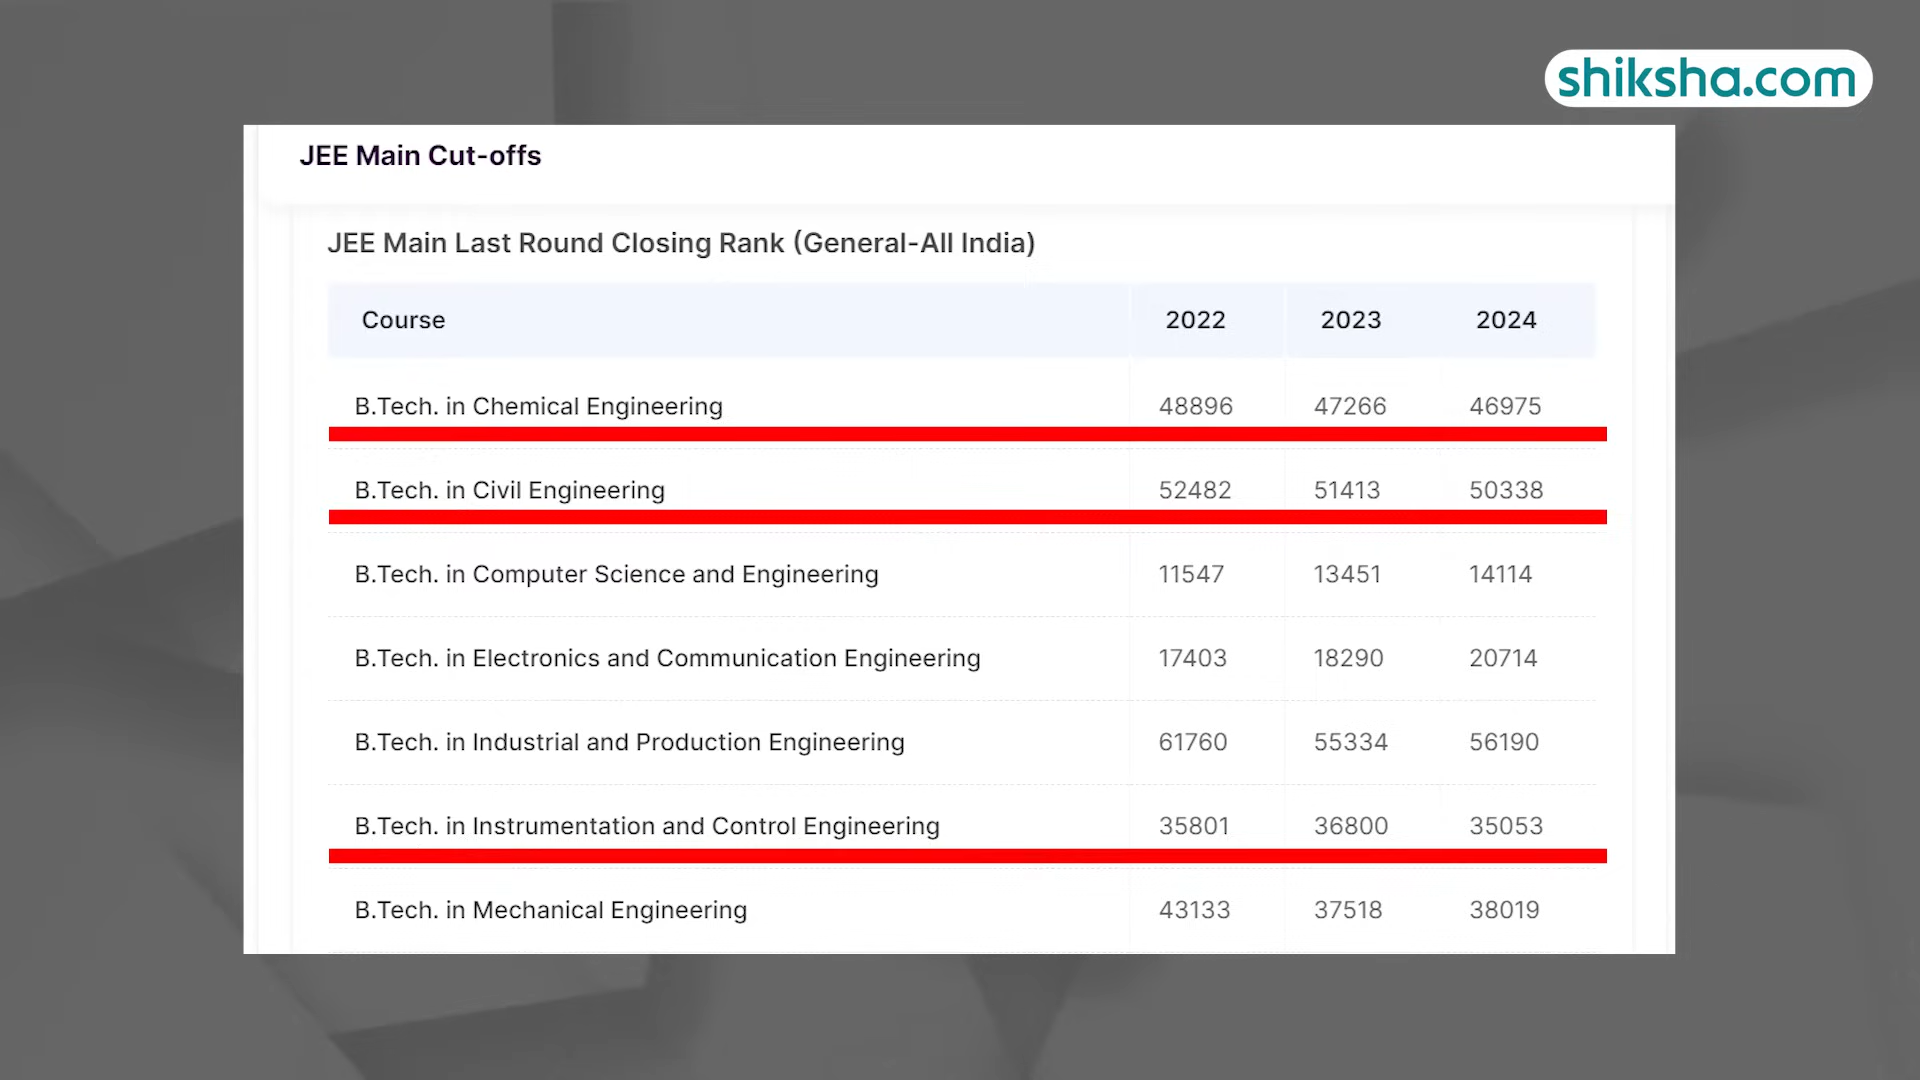 shiksha.com
JEE Main Cut-offs
JEE Main Last Round Closing Rank (General-All India)
Course 2022 2023 2024
B.Tech. in Chemical Engineering 48896 47266 46975
B.Tech. in Civil Engineering 52482 51413 50338
B.Tech. in Computer Science and Engineering 11547 13451 14114
B.Tech. in Electronics and Communication Engineering 17403 18290 20714
B.Tech. in Industrial and Production Engineering 61760 55334 56190
B.Tech. in Instrumentation and Control Engineering 35801 36800 35053
B.Tech. in Mechanical Engineering 43133 37518 38019